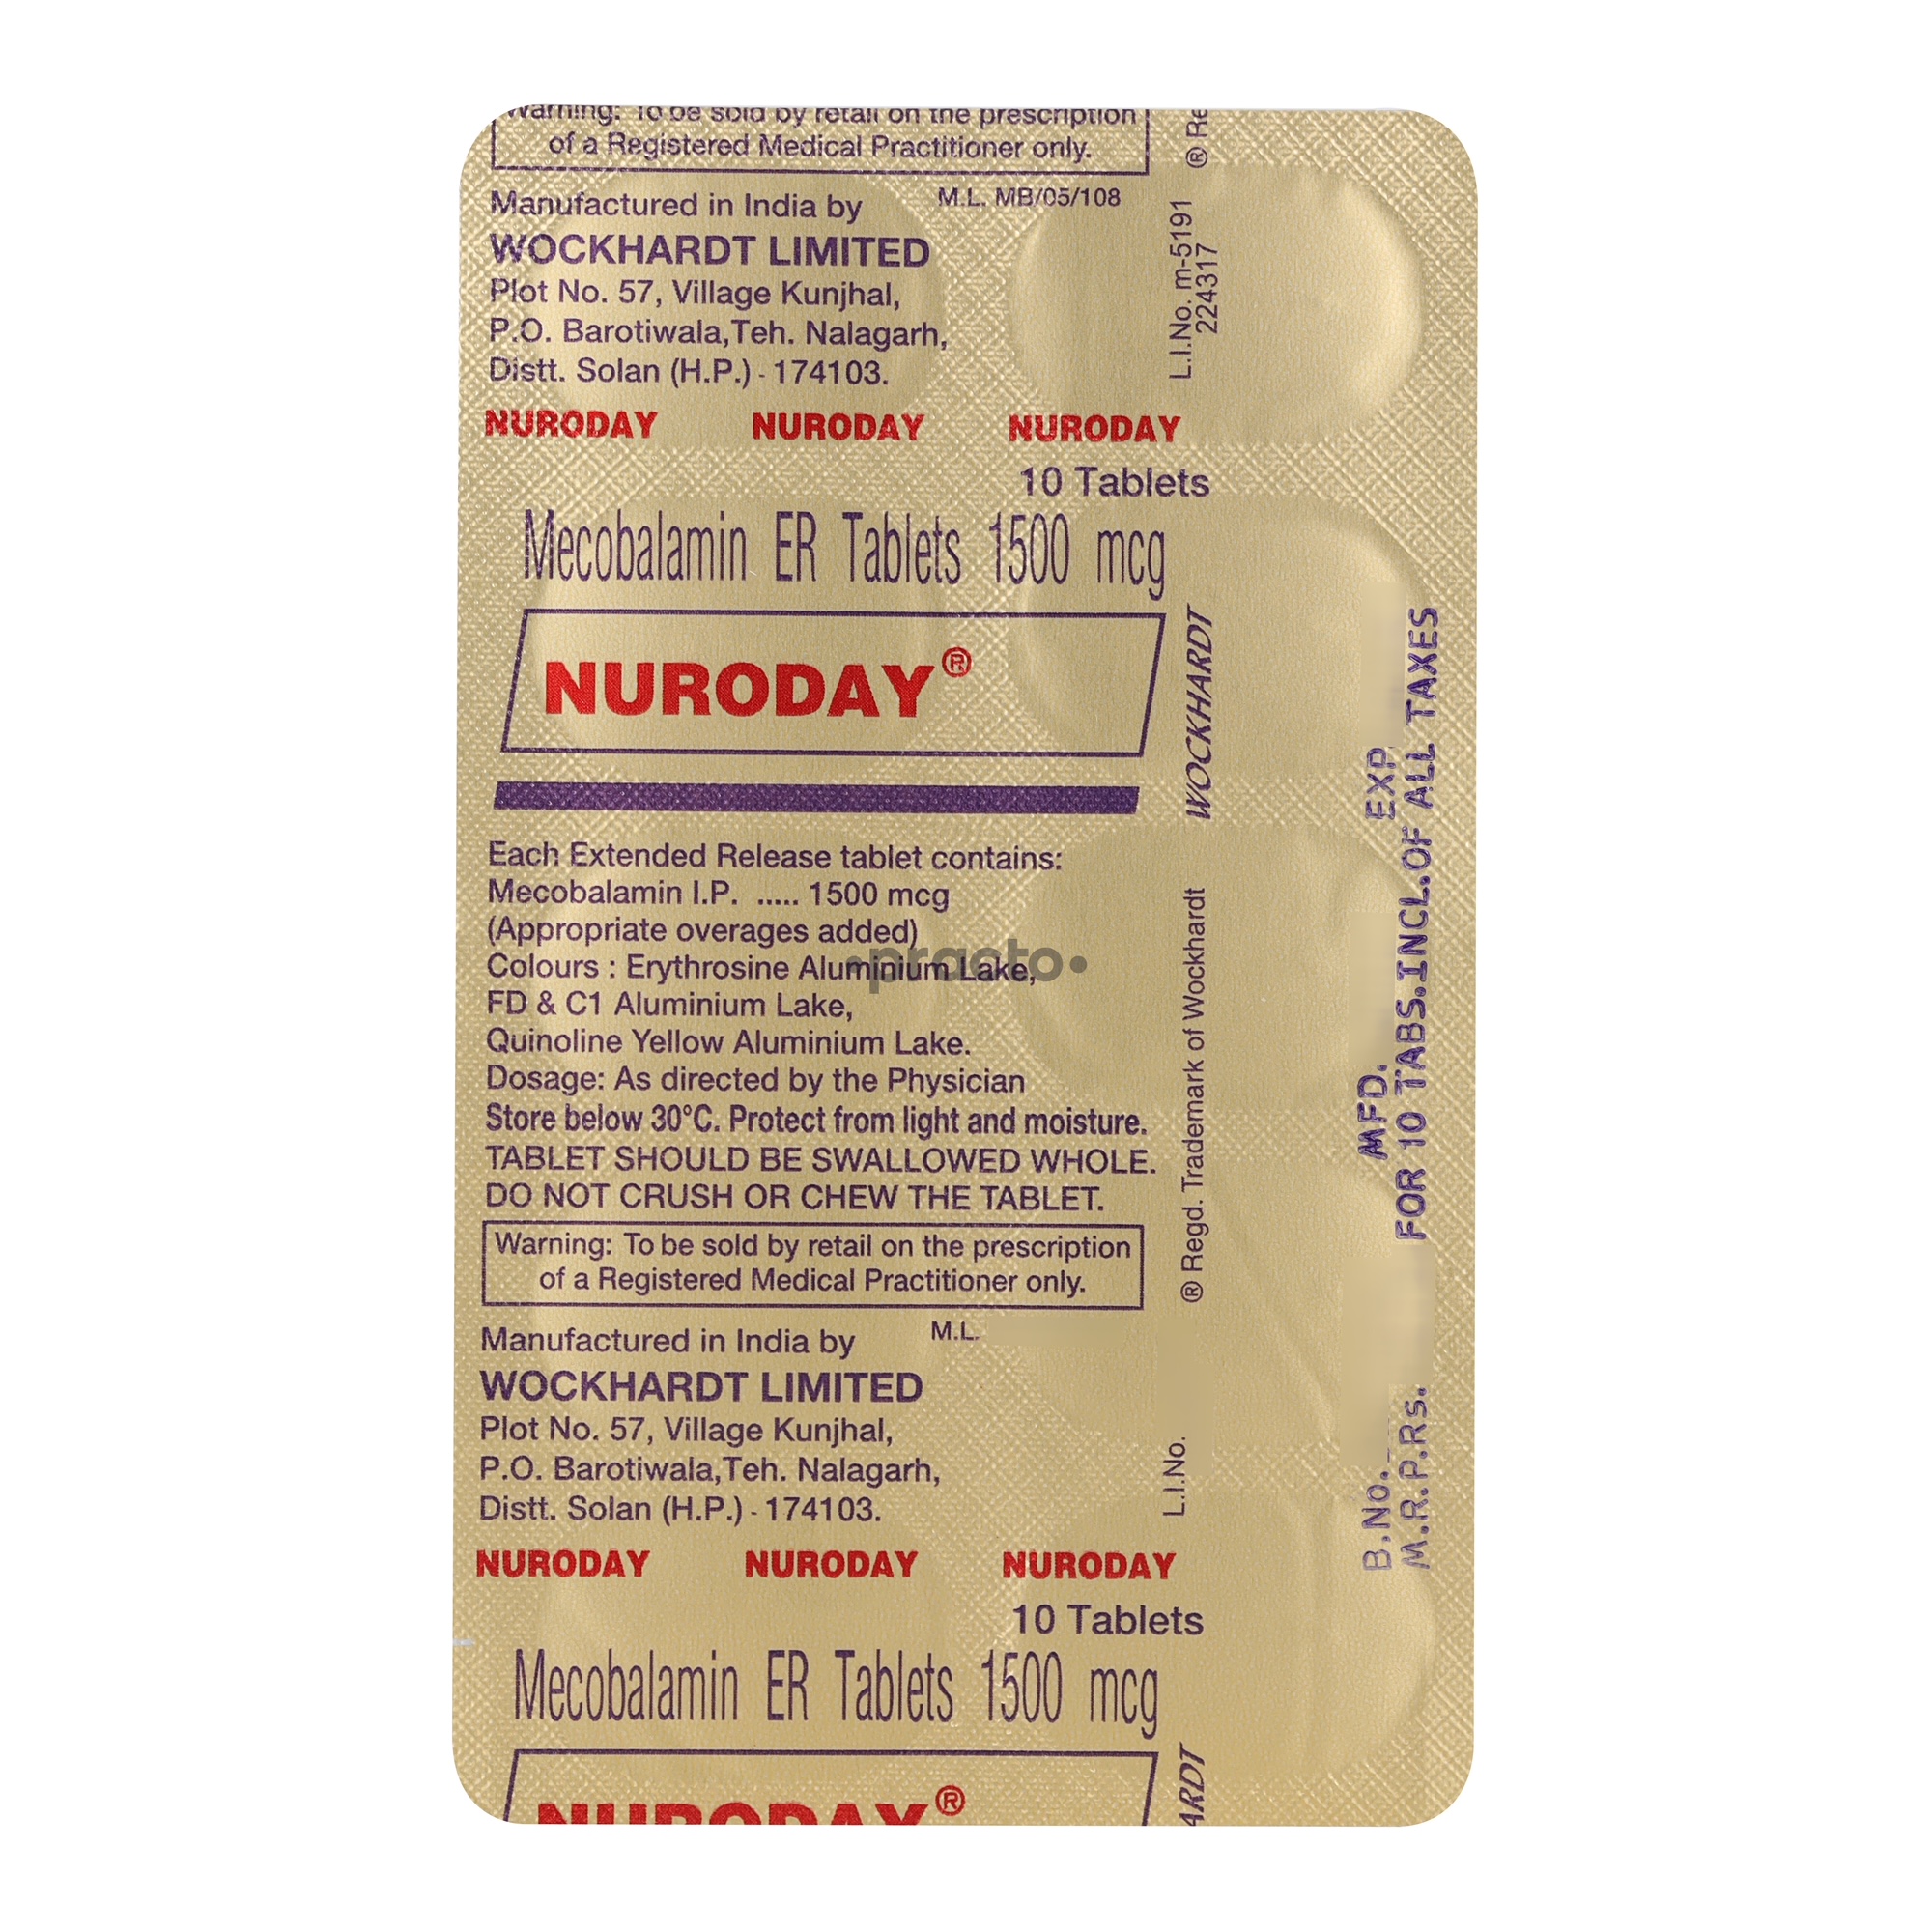 Warning: To be sold by retail on the prescription
of a Registered Medical Practitioner only.
® Re
Manufactured in India by
M.L. MB/05/108
WOCKHARDT LIMITED
Plot No. 57, Village Kunjhal,
P.O. Barotiwala,Teh. Nalagarh,
Distt. Solan (H.P.) - 174103.
L.I.No. m-5191
224317
NURODAY NURODAY NURODAY
10 Tablets
Mecobalamin ER Tablets 1500 mcg
NURODAY®
WOCKHARDT
Each Extended Release tablet contains:
Mecobalamin I.P. ..... 1500 mcg
(Appropriate overages added)
Colours : Erythrosine Aluminium Lake,
FD & C1 Aluminium Lake,
Quinoline Yellow Aluminium Lake.
Dosage: As directed by the Physician
Store below 30°C. Protect from light and moisture.
TABLET SHOULD BE SWALLOWED WHOLE.
DO NOT CRUSH OR CHEW THE TABLET.
•practo•
® Regd. Trademark of Wockhardt
Warning: To be sold by retail on the prescription
of a Registered Medical Practitioner only.
Manufactured in India by
M.L.
WOCKHARDT LIMITED
Plot No. 57, Village Kunjhal,
P.O. Barotiwala,Teh. Nalagarh,
Distt. Solan (H.P.) - 174103.
L.I.No.
B.No. MFD. EXP
M.R.P.Rs. FOR 10 TABS.INCL.OF ALL TAXES
NURODAY NURODAY NURODAY
10 Tablets
Mecobalamin ER Tablets 1500 mcg
NURODAY®
ARDT